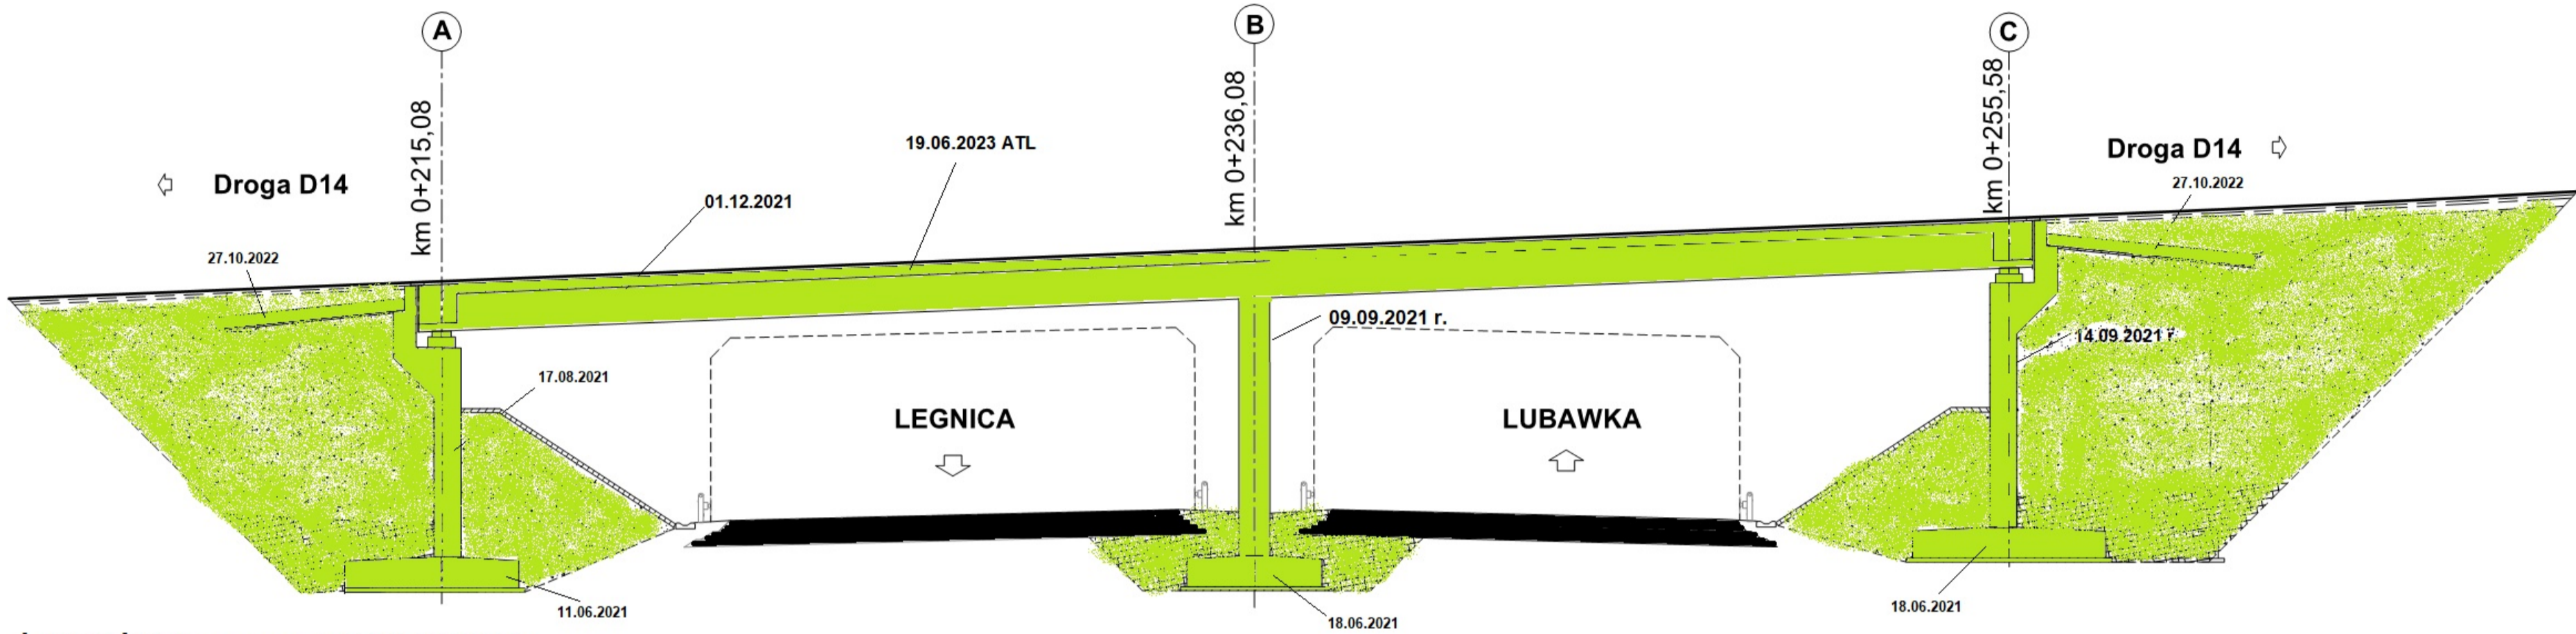 A
B
C
km 0+215,08
km 0+236,08
km 0+255,58
19.06.2023 ATL
Droga D14
Droga D14
27.10.2022
01.12.2021
27.10.2022
09.09.2021 r.
14.09.2021 r.
17.08.2021
LEGNICA
LUBAWKA
11.06.2021
18.06.2021
18.06.2021